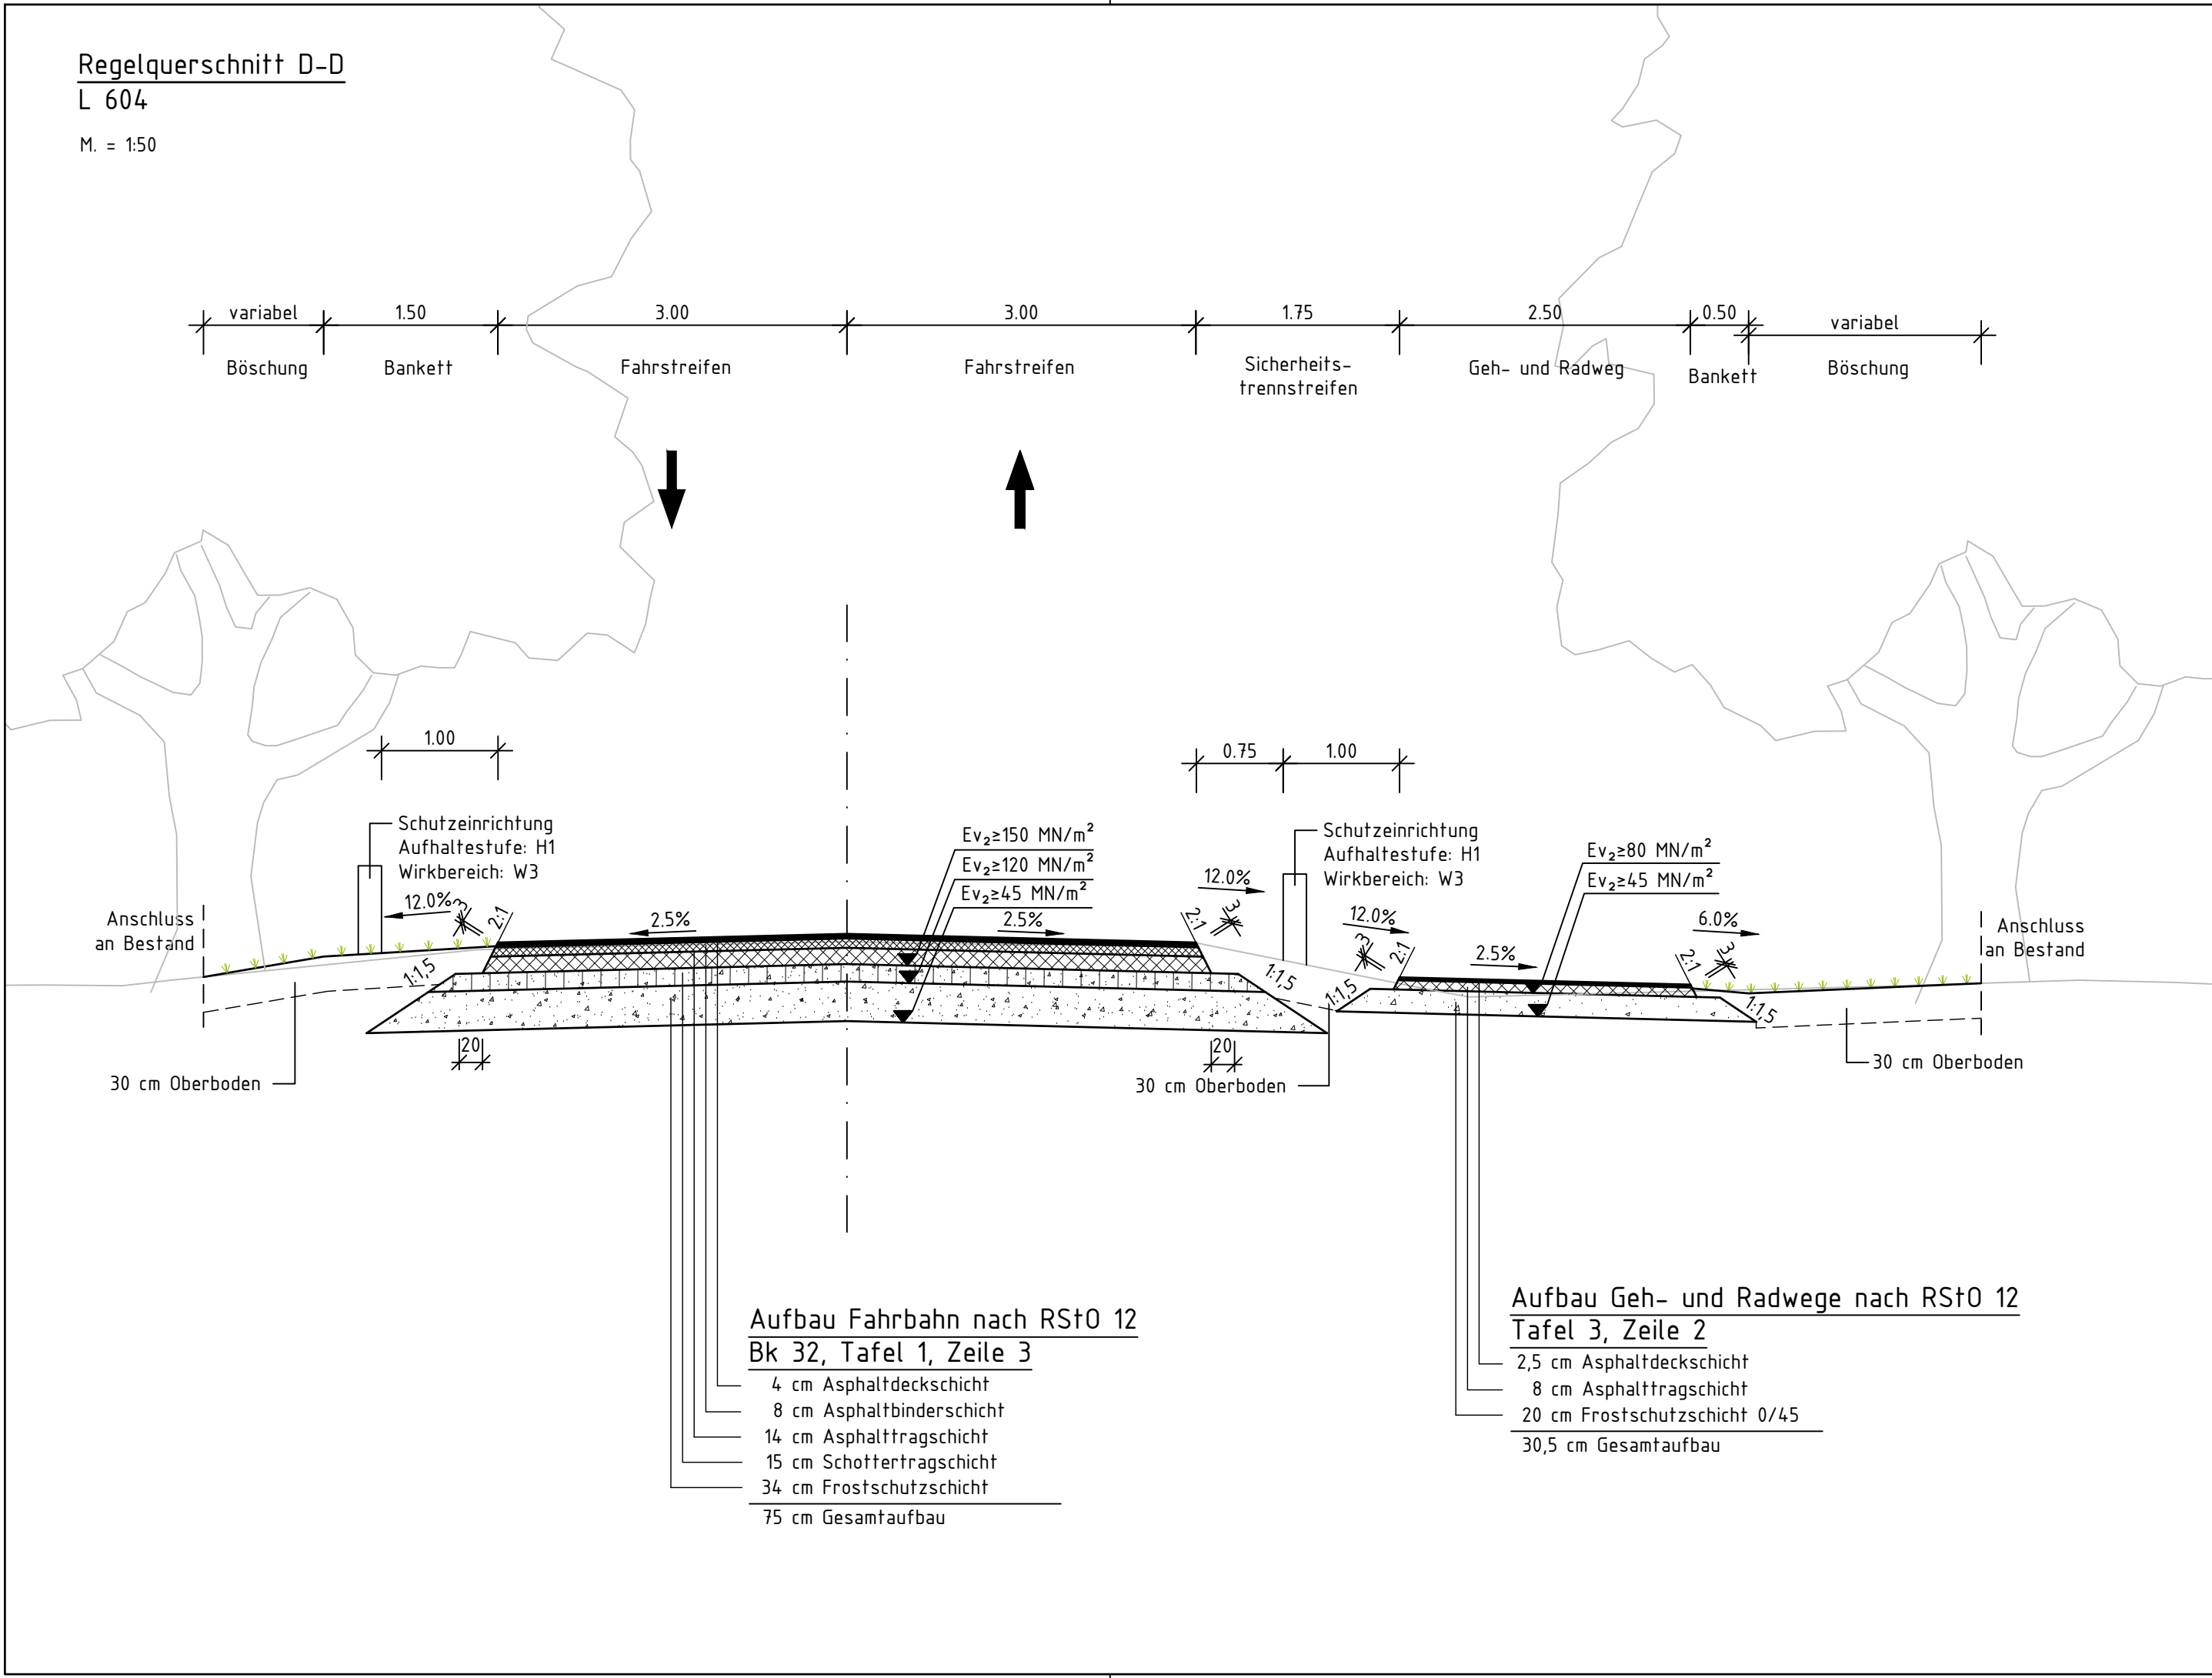 Regelquerschnitt D-D
L 604
M. = 1:50
variabel
1.50
3.00
3.00
1.75
2.50
0.50
variabel
Böschung
Bankett
Fahrstreifen
Fahrstreifen
Sicherheits-
trennstreifen
Geh- und Radweg
Bankett
Böschung
1.00
0.75
1.00
Schutzeinrichtung
Aufhaltestufe: H1
Wirkbereich: W3
Ev₂≥150 MN/m²
Ev₂≥120 MN/m²
Ev₂≥45 MN/m²
Schutzeinrichtung
Aufhaltestufe: H1
Wirkbereich: W3
Ev₂≥80 MN/m²
Ev₂≥45 MN/m²
Anschluss
an Bestand
12.0%
3
2:1
2.5%
2.5%
12.0%
2:1
3
12.0%
3
2:1
2.5%
6.0%
2:1
3
Anschluss
an Bestand
1:1,5
1:1,5
1:1,5
1:1,5
20
20
30 cm Oberboden
30 cm Oberboden
30 cm Oberboden
Aufbau Fahrbahn nach RStO 12
Bk 32, Tafel 1, Zeile 3
4 cm Asphaltdeckschicht
8 cm Asphaltbinderschicht
14 cm Asphalttragschicht
15 cm Schottertragschicht
34 cm Frostschutzschicht
75 cm Gesamtaufbau
Aufbau Geh- und Radwege nach RStO 12
Tafel 3, Zeile 2
2,5 cm Asphaltdeckschicht
8 cm Asphalttragschicht
20 cm Frostschutzschicht 0/45
30,5 cm Gesamtaufbau